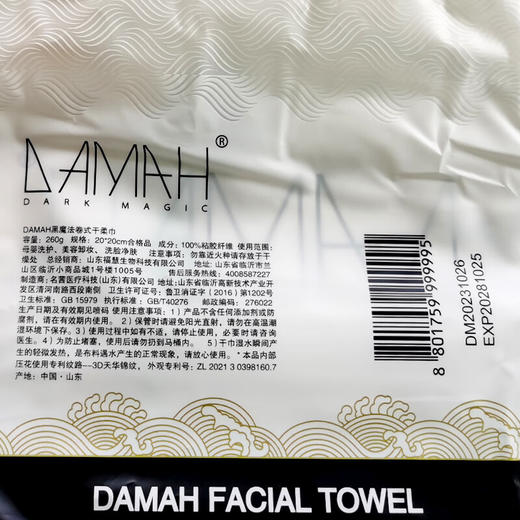 DAMAH®
DARK MAGIC
DAMAH黑魔法卷式干柔巾
容量：260g 规格：20*20cm合格品 成分：100%粘胶纤维 使用范围：
母婴洗护、美容卸妆、洗脸净肤 注意事项：勿靠近火种请存放于干
燥处 总经销商：山东福慧生物科技有限公司 地址：山东省临沂市兰
山区临沂小商品城1号楼1005号 售后服务热线：4008587227
制造商：名茜医疗科技(山东)有限公司 地址:山东省临沂高新技术产业开
发区清河南路西段南侧 卫生许可证号：鲁卫消证字（2016）第1202号
卫生标准：GB 15979 执行标准：GB/T40276 邮政编码：276022
生产日期及有效期见喷码 使用注意事项：1）产品不含任何添加剂或防
腐剂，请在有效期内使用。2）保管时请避免阳光直射，请勿在高温潮
湿环境下保存。3）使用过程中如有不适，请停止使用，必要时请咨询
医生。4）为防止堵塞，使用后请勿扔到马桶内。 5）干巾湿水瞬间产
生的轻微发热，是布料遇水产生的正常现象，请放心使用。*本品内部
压花使用专利纹路---3D天华锦纹，外观专利号：ZL 2021 3 0398160.7
产地：中国·山东
8 801759 999995
DM20231026
EXP20281025
DAMAH FACIAL TOWEL